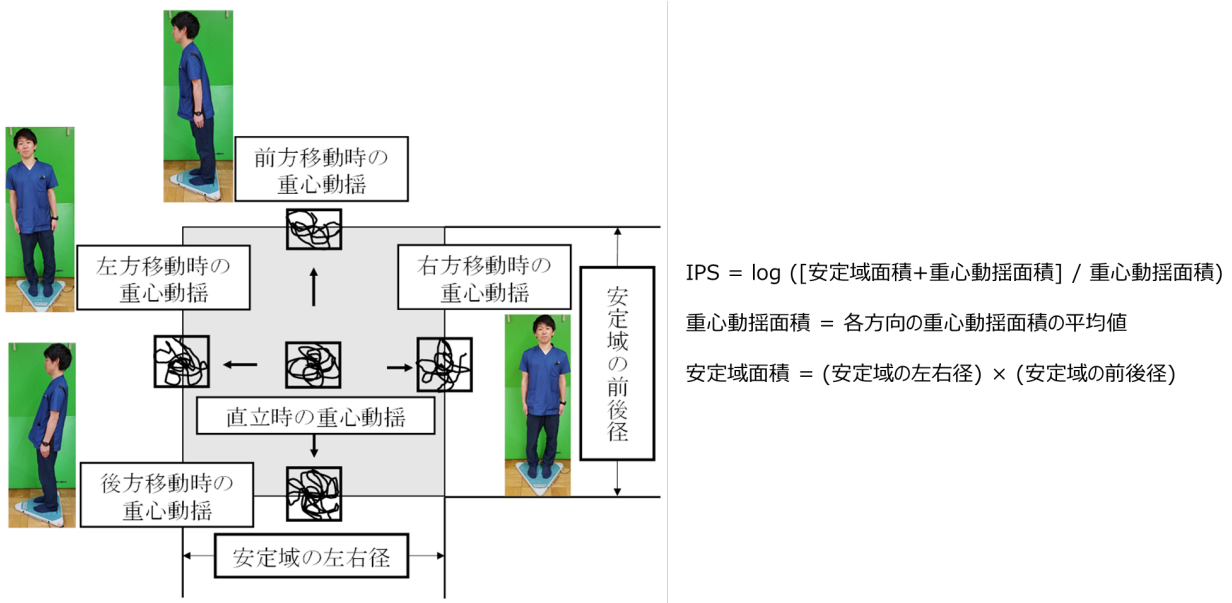 前方移動時の
重心動揺
左方移動時の
重心動揺
右方移動時の
重心動揺
直立時の重心動揺
後方移動時の
重心動揺
安定域の左右径
安定域の前後径
IPS = log ([安定域面積+重心動揺面積] / 重心動揺面積)
重心動揺面積 = 各方向の重心動揺面積の平均値
安定域面積 = (安定域の左右径) × (安定域の前後径)